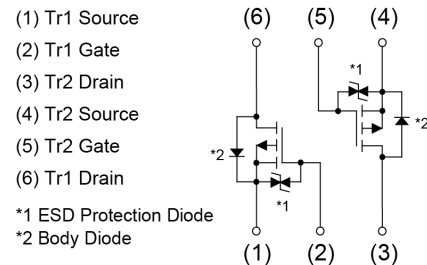 (1) Tr1 Source
(2) Tr1 Gate
(3) Tr2 Drain
(4) Tr2 Source
(5) Tr2 Gate
(6) Tr1 Drain
*1 ESD Protection Diode
*2 Body Diode
(6) (5) (4)
*1
*2
*2
*1
(1) (2) (3)